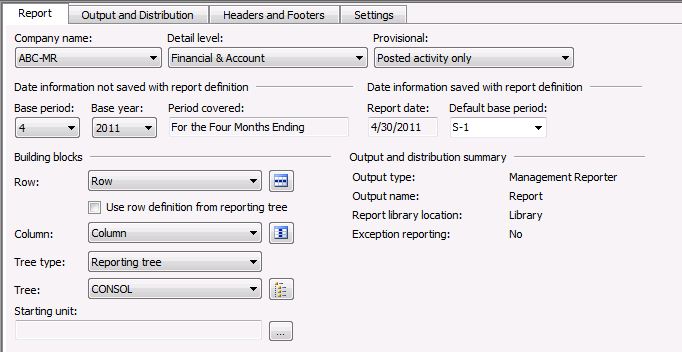 Report Output and Distribution Headers and Footers Settings
Company name: Detail level: Provisional:
ABC-MR Financial & Account Posted activity only
Date information not saved with report definition Date information saved with report definition
Base period: Base year: Period covered: Report date: Default base period:
4 2011 For the Four Months Ending 4/30/2011 S-1
Building blocks Output and distribution summary
Row: Row Output type: Management Reporter
Output name: Report
Use row definition from reporting tree
Report library location: Library
Column: Column Exception reporting: No
Tree type: Reporting tree
Tree: CONSOL
Starting unit:
...